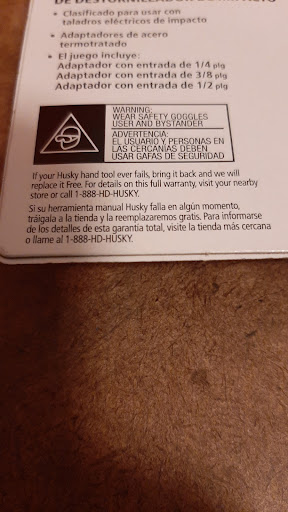 DE DESTORNILLADOR DE IMPACTO
• Clasificado para usar con
taladros eléctricos de impacto
• Adaptadores de acero
termotratado
• El juego incluye:
Adaptador con entrada de 1/4 plg
Adaptador con entrada de 3/8 plg
Adaptador con entrada de 1/2 plg
WARNING:
WEAR SAFETY GOGGLES
USER AND BYSTANDER
ADVERTENCIA:
EL USUARIO Y PERSONAS EN
LAS CERCANÍAS DEBEN
USAR GAFAS DE SEGURIDAD
If your Husky hand tool ever fails, bring it back and we will
replace it Free. For details on this full warranty, visit your nearby
store or call 1-888-HD-HUSKY.
Si su herramienta manual Husky falla en algún momento,
tráigala a la tienda y la reemplazaremos gratis. Para informarse
de los detalles de esta garantía total, visite la tienda más cercana
o llame al 1-888-HD-HUSKY.